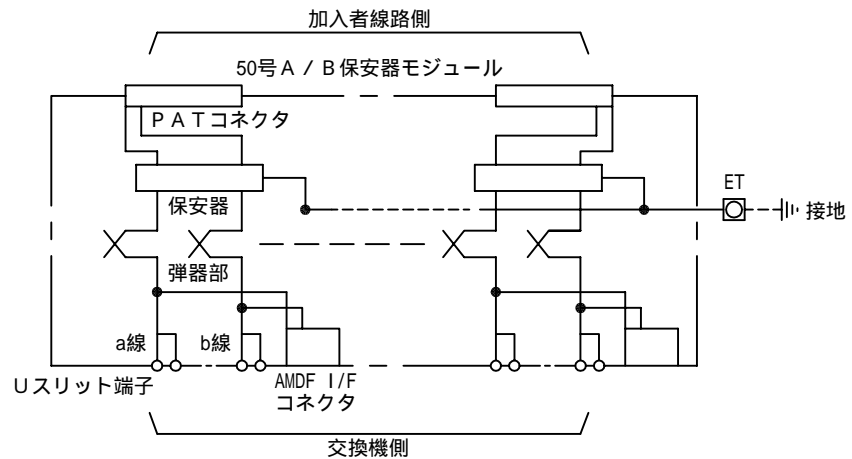 加入者線路側
50号A／B保安器モジュール
PATコネクタ
ET
保安器
接地
弾器部
a線
b線
Uスリット端子
AMDF I/F
コネクタ
交換機側